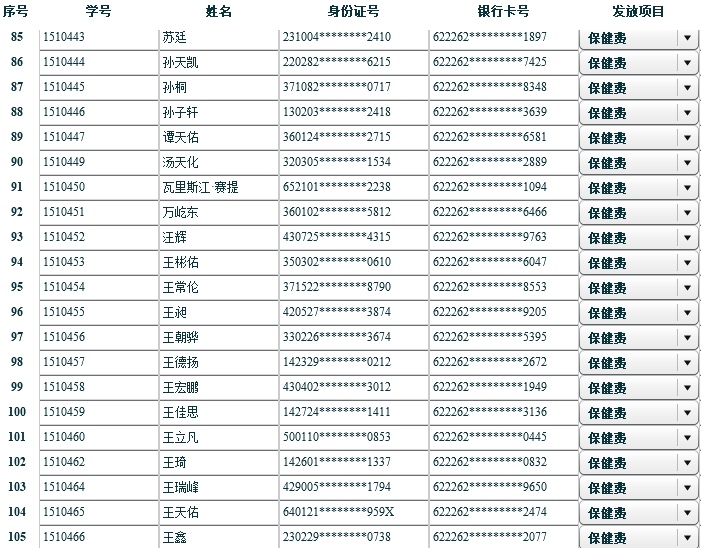 序号 学号 姓名 身份证号 银行卡号 发放项目
85 1510443 苏廷 231004********2410 622262*********1897 保健费
86 1510444 孙天凯 220282********6215 622262*********7425 保健费
87 1510445 孙桐 371082********0717 622262*********8348 保健费
88 1510446 孙子轩 130203********2418 622262*********3639 保健费
89 1510447 谭天佑 360124********2715 622262*********6581 保健费
90 1510449 汤天化 320305********1534 622262*********2889 保健费
91 1510450 瓦里斯江·赛提 652101********2238 622262*********1094 保健费
92 1510451 万屹东 360102********5812 622262*********6466 保健费
93 1510452 汪辉 430725********4315 622262*********9763 保健费
94 1510453 王彬佑 350302********0610 622262*********6047 保健费
95 1510454 王常伦 371522********8790 622262*********8553 保健费
96 1510455 王昶 420527********3874 622262*********9205 保健费
97 1510456 王朝骅 330226********3674 622262*********5395 保健费
98 1510457 王德扬 142329********0212 622262*********2672 保健费
99 1510458 王宏鹏 430402********3012 622262*********1949 保健费
100 1510459 王佳思 142724********1411 622262*********3136 保健费
101 1510460 王立凡 500110********0853 622262*********0445 保健费
102 1510462 王琦 142601********1337 622262*********0832 保健费
103 1510464 王瑞峰 429005********1794 622262*********9650 保健费
104 1510465 王天佑 640121********959X 622262*********2474 保健费
105 1510466 王鑫 230229********0738 622262*********2077 保健费